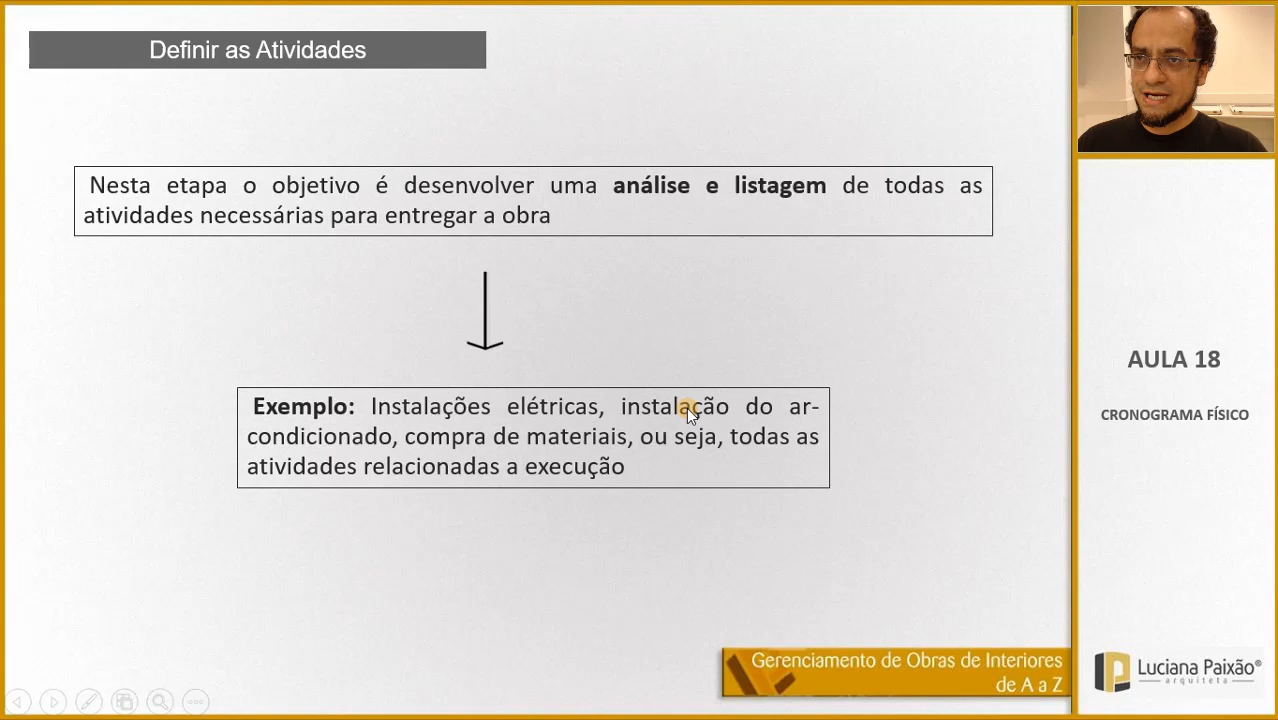 Definir as Atividades
Nesta etapa o objetivo é desenvolver uma análise e listagem de todas as
atividades necessárias para entregar a obra
Exemplo: Instalações elétricas, instalação do ar-
condicionado, compra de materiais, ou seja, todas as
atividades relacionadas a execução
AULA 18
CRONOGRAMA FÍSICO
Gerenciamento de Obras de Interiores
de A a Z
Luciana Paixão®
arquiteta